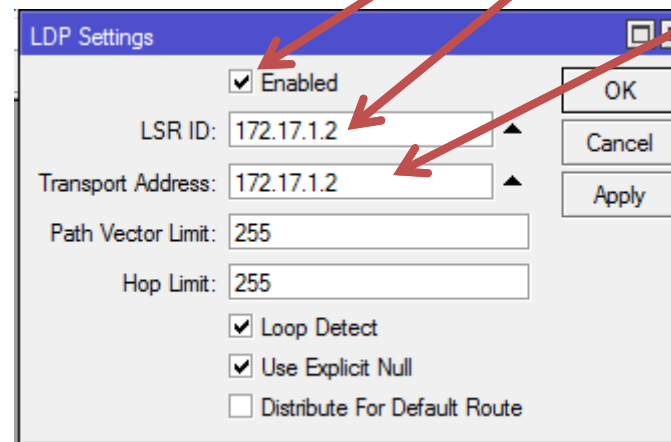 LDP Settings
Enabled
OK
LSR ID: 172.17.1.2
Cancel
Transport Address: 172.17.1.2
Apply
Path Vector Limit: 255
Hop Limit: 255
Loop Detect
Use Explicit Null
Distribute For Default Route